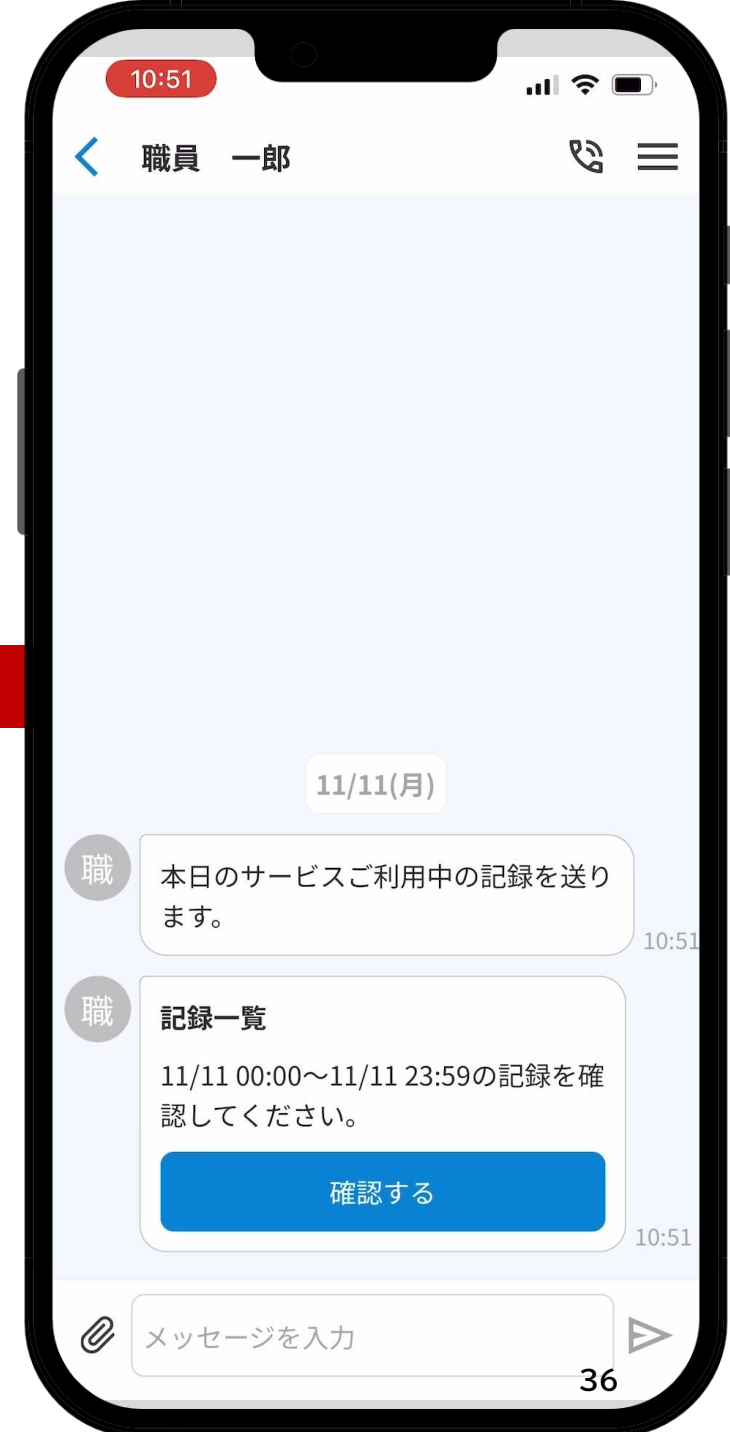 10:51
職員　一郎
11/11(月)
職
本日のサービスご利用中の記録を送り
ます。
10:51
職
記録一覧
11/11 00:00～11/11 23:59の記録を確
認してください。
確認する
10:51
メッセージを入力
36